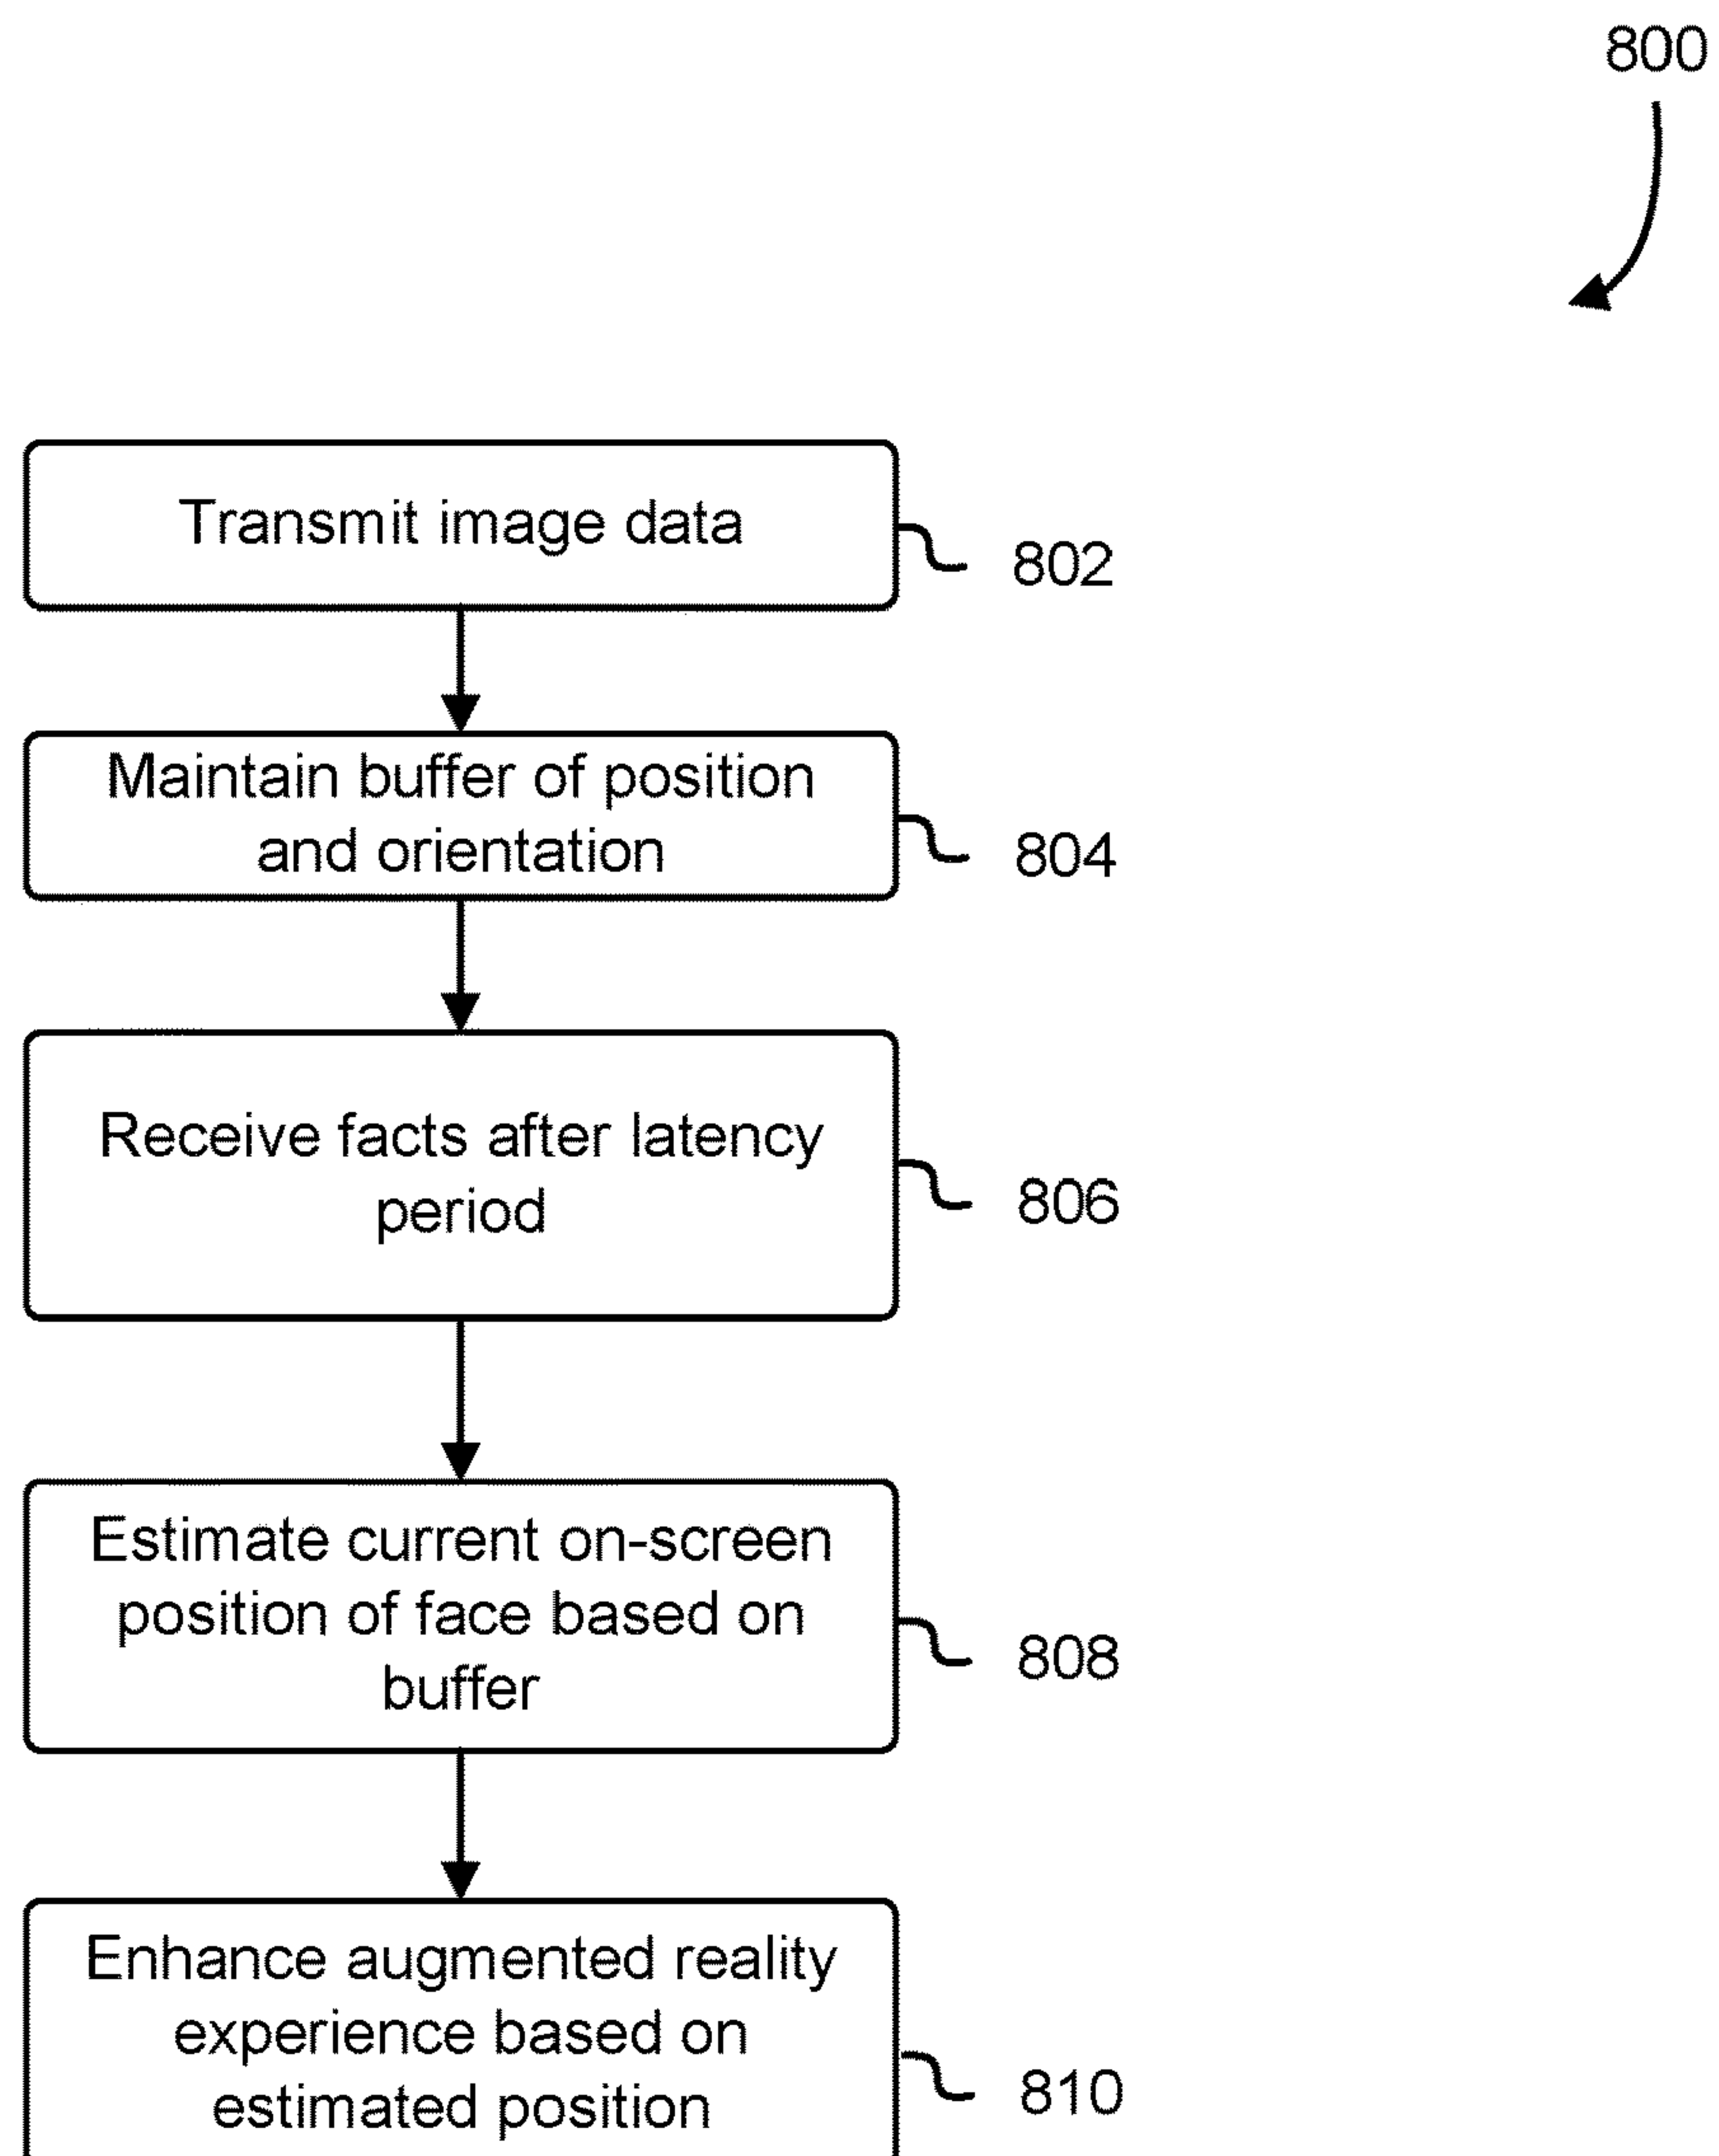 800
Transmit image data
802
Maintain buffer of position
and orientation
804
Receive facts after latency
period
806
Estimate current on-screen
position of face based on
buffer
808
Enhance augmented reality
experience based on
estimated position
810